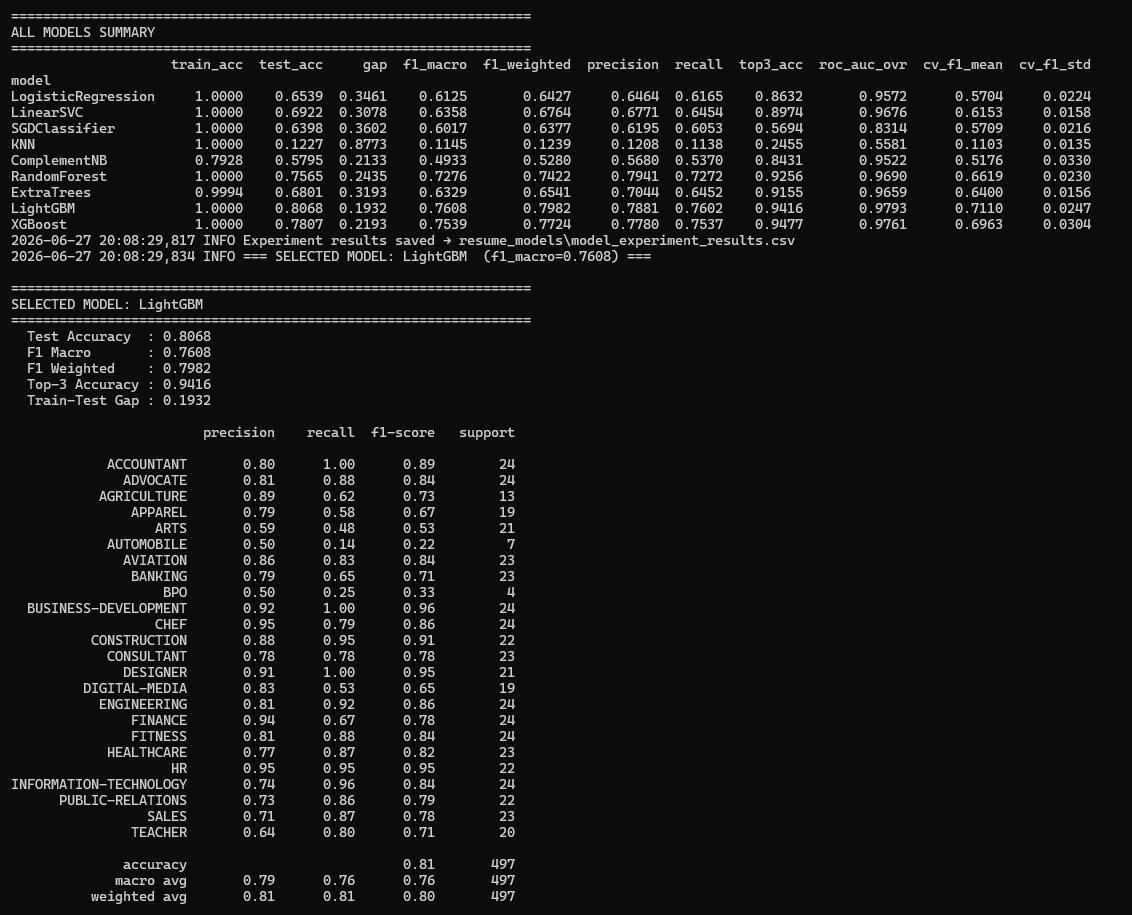 =================================================================
ALL MODELS SUMMARY
=================================================================
                    train_acc  test_acc     gap  f1_macro  f1_weighted  precision  recall  top3_acc  roc_auc_ovr  cv_f1_mean  cv_f1_std
model
LogisticRegression     1.0000    0.6539  0.3461    0.6125       0.6427     0.6464  0.6165    0.8632       0.9572      0.5704     0.0224
LinearSVC              1.0000    0.6922  0.3078    0.6358       0.6764     0.6771  0.6454    0.8974       0.9676      0.6153     0.0158
SGDClassifier          1.0000    0.6398  0.3602    0.6017       0.6377     0.6195  0.6053    0.5694       0.8314      0.5709     0.0216
KNN                    1.0000    0.1227  0.8773    0.1145       0.1239     0.1208  0.1138    0.2455       0.5581      0.1103     0.0135
ComplementNB           0.7928    0.5795  0.2133    0.4933       0.5280     0.5680  0.5370    0.8431       0.9522      0.5176     0.0330
RandomForest           1.0000    0.7565  0.2435    0.7276       0.7422     0.7941  0.7272    0.9256       0.9690      0.6619     0.0230
ExtraTrees             0.9994    0.6801  0.3193    0.6329       0.6541     0.7044  0.6452    0.9155       0.9659      0.6400     0.0156
LightGBM               1.0000    0.8068  0.1932    0.7608       0.7982     0.7881  0.7602    0.9416       0.9793      0.7110     0.0247
XGBoost                1.0000    0.7807  0.2193    0.7539       0.7724     0.7780  0.7537    0.9477       0.9761      0.6963     0.0304
2026-06-27 20:08:29,817 INFO Experiment results saved → resume_models\model_experiment_results.csv
2026-06-27 20:08:29,834 INFO === SELECTED MODEL: LightGBM  (f1_macro=0.7608) ===

=================================================================
SELECTED MODEL: LightGBM
=================================================================
  Test Accuracy  : 0.8068
  F1 Macro       : 0.7608
  F1 Weighted    : 0.7982
  Top-3 Accuracy : 0.9416
  Train-Test Gap : 0.1932

                        precision    recall  f1-score   support

            ACCOUNTANT       0.80      1.00      0.89        24
              ADVOCATE       0.81      0.88      0.84        24
           AGRICULTURE       0.89      0.62      0.73        13
               APPAREL       0.79      0.58      0.67        19
                  ARTS       0.59      0.48      0.53        21
            AUTOMOBILE       0.50      0.14      0.22         7
              AVIATION       0.86      0.83      0.84        23
               BANKING       0.79      0.65      0.71        23
                   BPO       0.50      0.25      0.33         4
  BUSINESS-DEVELOPMENT       0.92      1.00      0.96        24
                  CHEF       0.95      0.79      0.86        24
          CONSTRUCTION       0.88      0.95      0.91        22
            CONSULTANT       0.78      0.78      0.78        23
              DESIGNER       0.91      1.00      0.95        21
         DIGITAL-MEDIA       0.83      0.53      0.65        19
           ENGINEERING       0.81      0.92      0.86        24
               FINANCE       0.94      0.67      0.78        24
               FITNESS       0.81      0.88      0.84        24
            HEALTHCARE       0.77      0.87      0.82        23
                    HR       0.95      0.95      0.95        22
INFORMATION-TECHNOLOGY       0.74      0.96      0.84        24
      PUBLIC-RELATIONS       0.73      0.86      0.79        22
                 SALES       0.71      0.87      0.78        23
               TEACHER       0.64      0.80      0.71        20

              accuracy                           0.81       497
             macro avg       0.79      0.76      0.76       497
          weighted avg       0.81      0.81      0.80       497